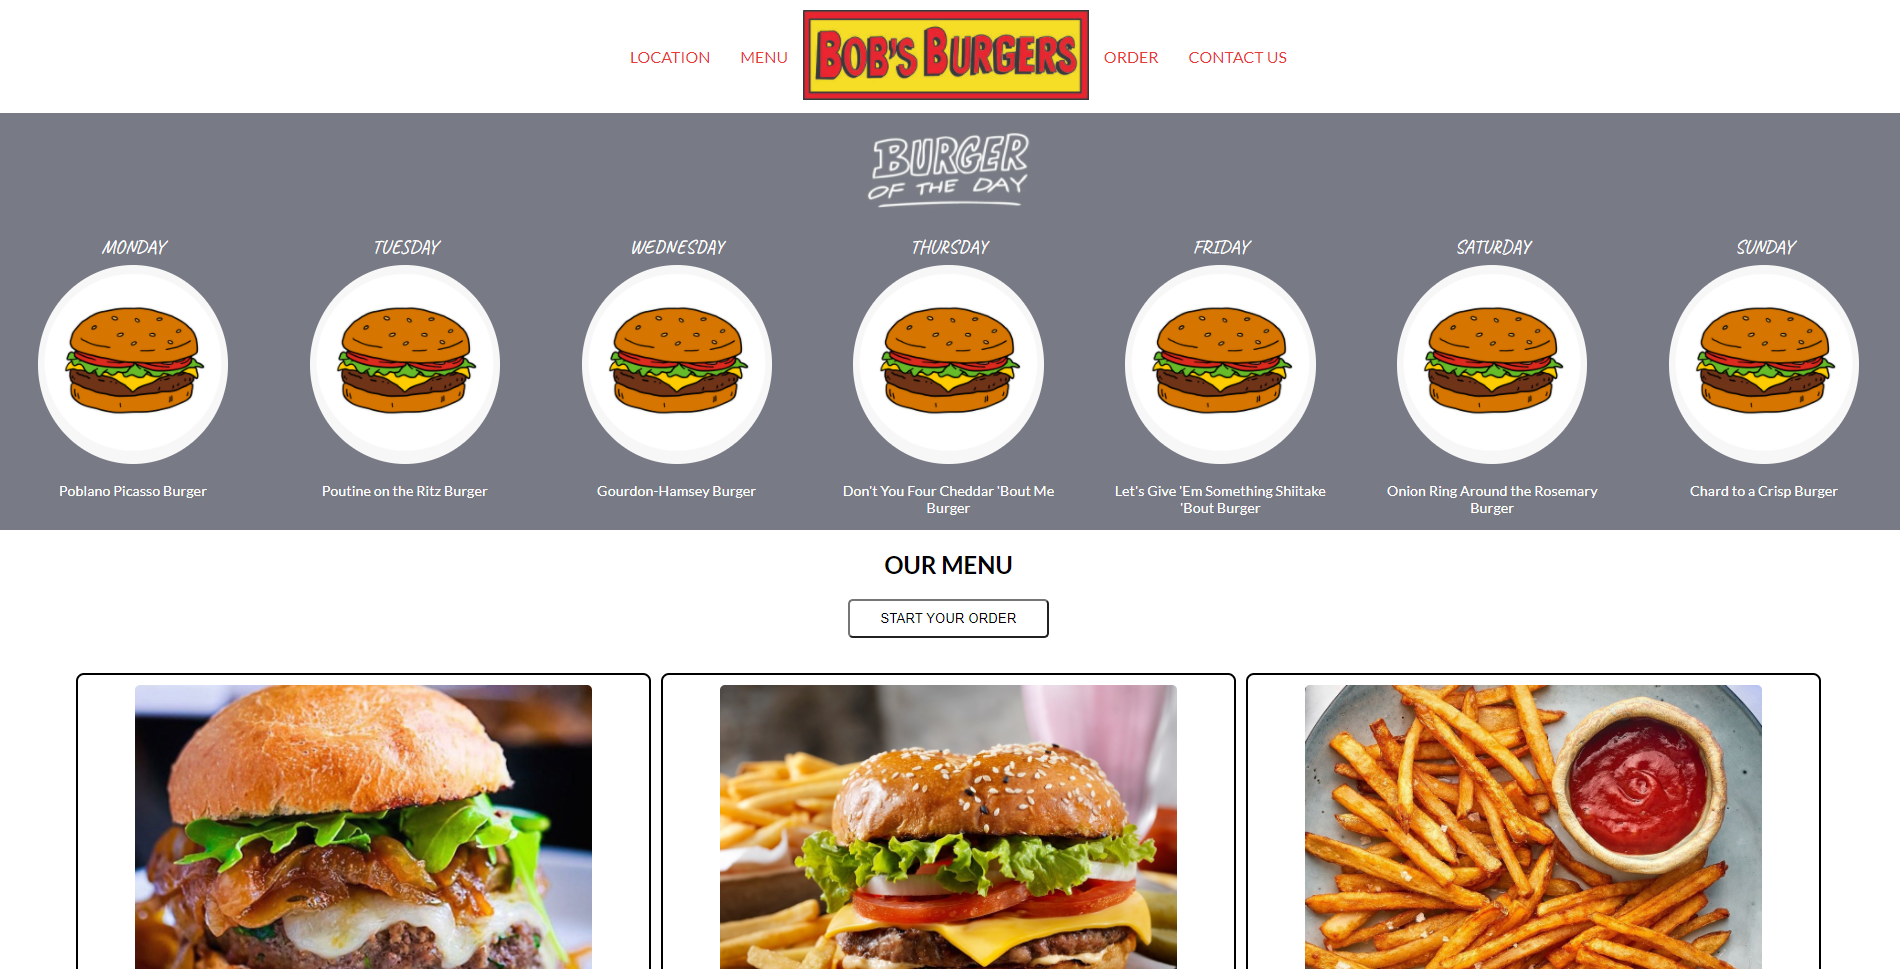 LOCATION
MENU
BOB'S BURGERS
ORDER
CONTACT US
BURGER
OF THE DAY
MONDAY
TUESDAY
WEDNESDAY
THURSDAY
FRIDAY
SATURDAY
SUNDAY
Poblano Picasso Burger
Poutine on the Ritz Burger
Gourdon-Hamsey Burger
Don't You Four Cheddar 'Bout Me
Burger
Let's Give 'Em Something Shiitake
'Bout Burger
Onion Ring Around the Rosemary
Burger
Chard to a Crisp Burger
OUR MENU
START YOUR ORDER